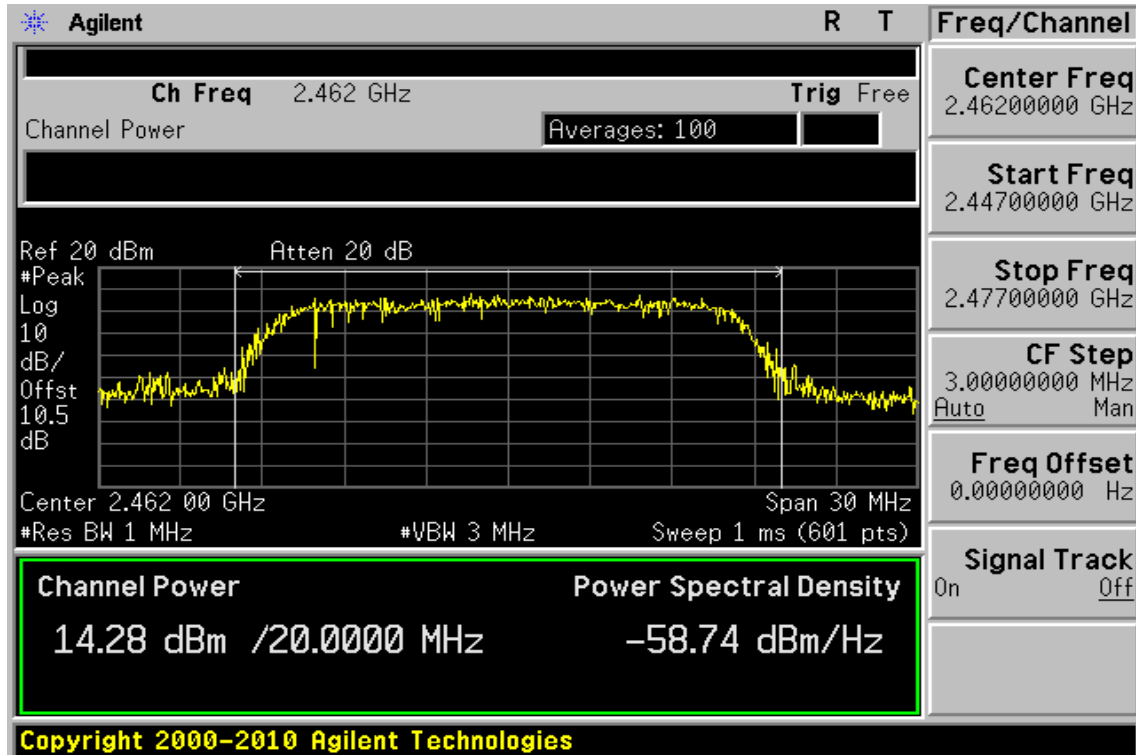 Agilent R T
Ch Freq 2.462 GHz Trig Free
Channel Power Averages: 100
Ref 20 dBm Atten 20 dB
#Peak
Log
10
dB/
Offst
10.5
dB
Center 2.462 00 GHz Span 30 MHz
#Res BW 1 MHz #VBW 3 MHz Sweep 1 ms (601 pts)
Channel Power Power Spectral Density
14.28 dBm /20.0000 MHz -58.74 dBm/Hz
Copyright 2000-2010 Agilent Technologies
Freq/Channel
Center Freq
2.46200000 GHz
Start Freq
2.44700000 GHz
Stop Freq
2.47700000 GHz
CF Step
3.00000000 MHz
Auto Man
Freq Offset
0.00000000 Hz
Signal Track
On Off